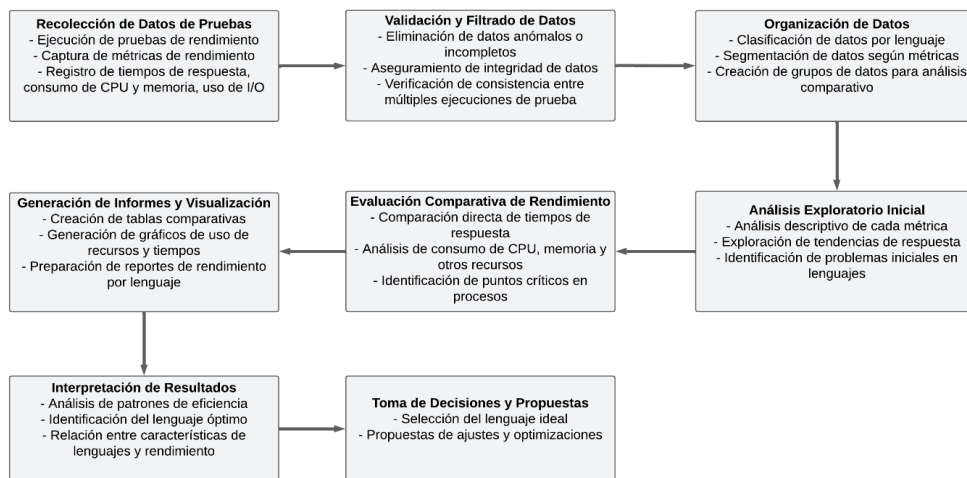 Recolección de Datos de Pruebas
- Ejecución de pruebas de rendimiento
- Captura de métricas de rendimiento
- Registro de tiempos de respuesta,
consumo de CPU y memoria, uso de I/O
Validación y Filtrado de Datos
- Eliminación de datos anómalos o
incompletos
- Aseguramiento de integridad de datos
- Verificación de consistencia entre
múltiples ejecuciones de prueba
Organización de Datos
- Clasificación de datos por lenguaje
- Segmentación de datos según métricas
- Creación de grupos de datos para análisis
comparativo
Análisis Exploratorio Inicial
- Análisis descriptivo de cada métrica
- Exploración de tendencias de respuesta
- Identificación de problemas iniciales en
lenguajes
Evaluación Comparativa de Rendimiento
- Comparación directa de tiempos de
respuesta
- Análisis de consumo de CPU, memoria y
otros recursos
- Identificación de puntos críticos en
procesos
Generación de Informes y Visualización
- Creación de tablas comparativas
- Generación de gráficos de uso de
recursos y tiempos
- Preparación de reportes de rendimiento
por lenguaje
Interpretación de Resultados
- Análisis de patrones de eficiencia
- Identificación del lenguaje óptimo
- Relación entre características de
lenguajes y rendimiento
Toma de Decisiones y Propuestas
- Selección del lenguaje ideal
- Propuestas de ajustes y optimizaciones